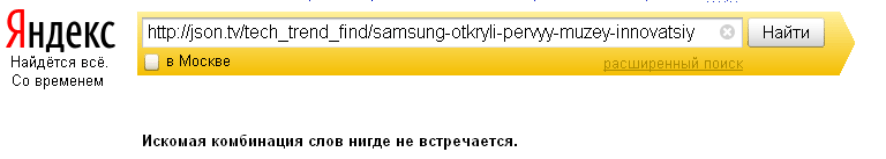 Яндекс
Найдётся всё.
Со временем
http://json.tv/tech_trend_find/samsung-otkryli-pervyy-muzey-innovatsiy
Найти
в Москве
расширенный поиск
Искомая комбинация слов нигде не встречается.